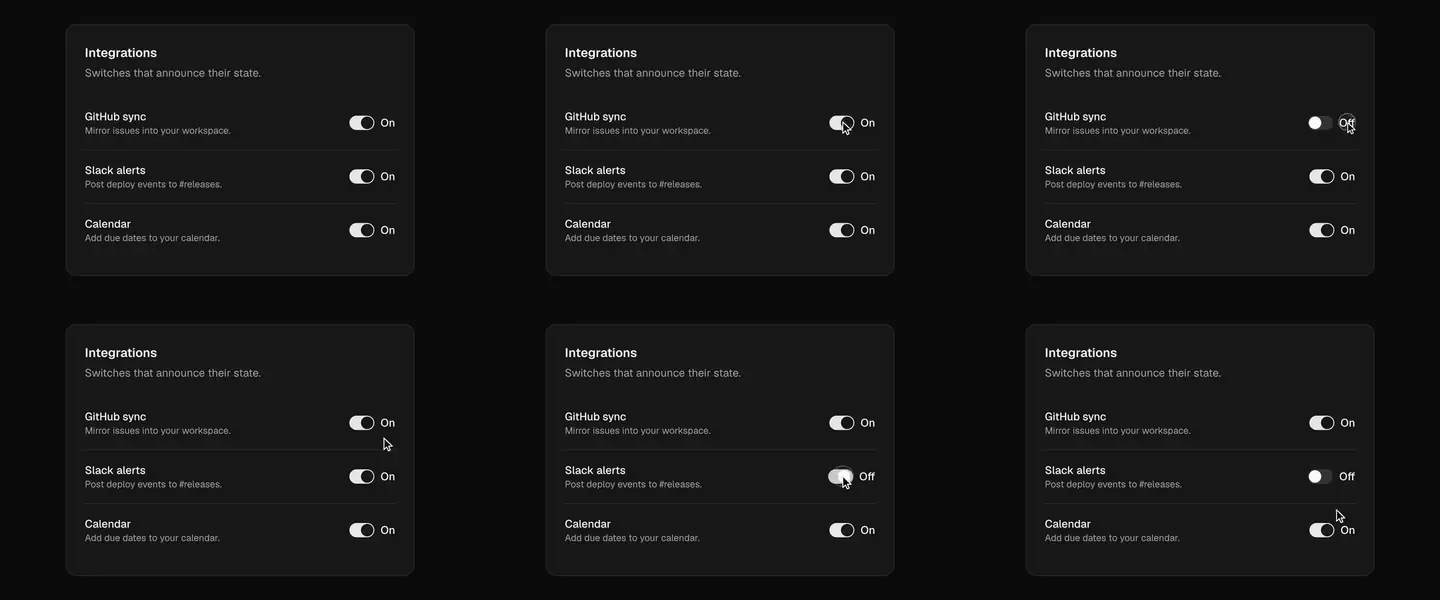 Integrations
Switches that announce their state.
GitHub sync
Mirror issues into your workspace.
On
Slack alerts
Post deploy events to #releases.
On
Calendar
Add due dates to your calendar.
On
Integrations
Switches that announce their state.
GitHub sync
Mirror issues into your workspace.
On
Slack alerts
Post deploy events to #releases.
On
Calendar
Add due dates to your calendar.
On
Integrations
Switches that announce their state.
GitHub sync
Mirror issues into your workspace.
Off
Slack alerts
Post deploy events to #releases.
On
Calendar
Add due dates to your calendar.
On
Integrations
Switches that announce their state.
GitHub sync
Mirror issues into your workspace.
On
Slack alerts
Post deploy events to #releases.
On
Calendar
Add due dates to your calendar.
On
Integrations
Switches that announce their state.
GitHub sync
Mirror issues into your workspace.
On
Slack alerts
Post deploy events to #releases.
Off
Calendar
Add due dates to your calendar.
On
Integrations
Switches that announce their state.
GitHub sync
Mirror issues into your workspace.
On
Slack alerts
Post deploy events to #releases.
Off
Calendar
Add due dates to your calendar.
On